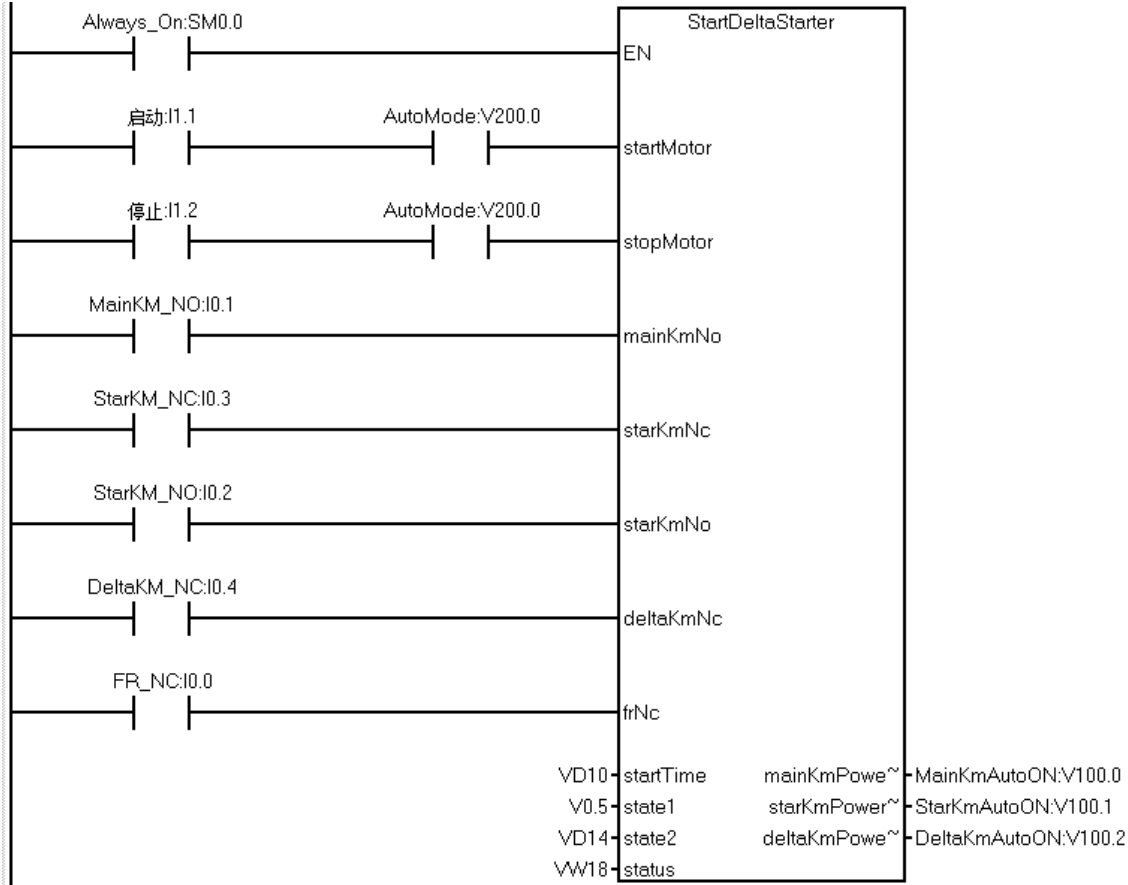 Always_On:SM0.0
StartDeltaStarter
EN
启动:I1.1
AutoMode:V200.0
startMotor
停止:I1.2
AutoMode:V200.0
stopMotor
MainKM_NO:I0.1
mainKmNo
StarKM_NC:I0.3
starKmNc
StarKM_NO:I0.2
starKmNo
DeltaKM_NC:I0.4
deltaKmNc
FR_NC:I0.0
frNc
VD10 startTime mainKmPowe~ MainKmAutoON:V100.0
V0.5 state1 starKmPower~ StarKmAutoON:V100.1
VD14 state2 deltaKmPowe~ DeltaKmAutoON:V100.2
VW18 status